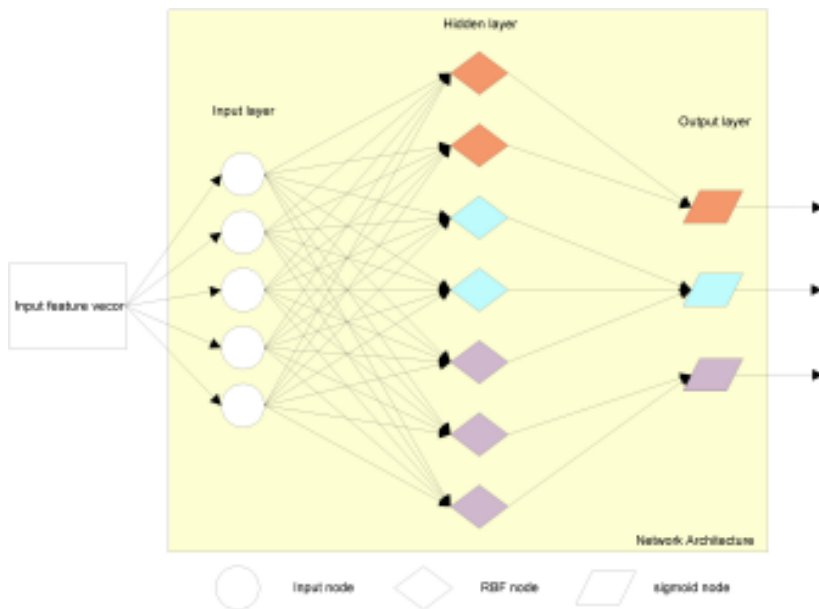 Hidden layer
Input layer
Output layer
Input feature vecor
Network Architecture
Input node
RBF node
sigmoid node